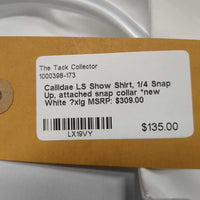 The Tack Collector
1000398-173
Callidae LS Show Shirt, 1/4 Snap
Up, attached snap collar *new
White ?xlg MSRP: $309.00
$135.00
LX19VY